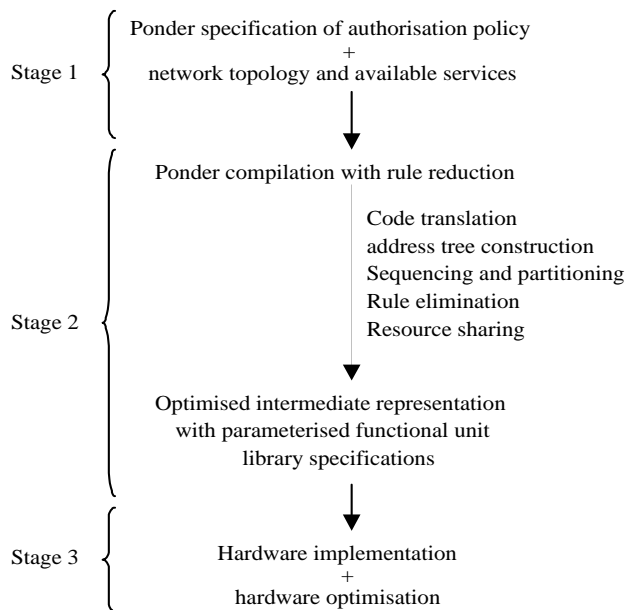 Ponder specification of authorisation policy
+
Stage 1
network topology and available services
Ponder compilation with rule reduction
Code translation
address tree construction
Sequencing and partitioning
Rule elimination
Stage 2
Resource sharing
Optimised intermediate representation
with parameterised functional unit
library specifications
Hardware implementation
Stage 3
+
hardware optimisation